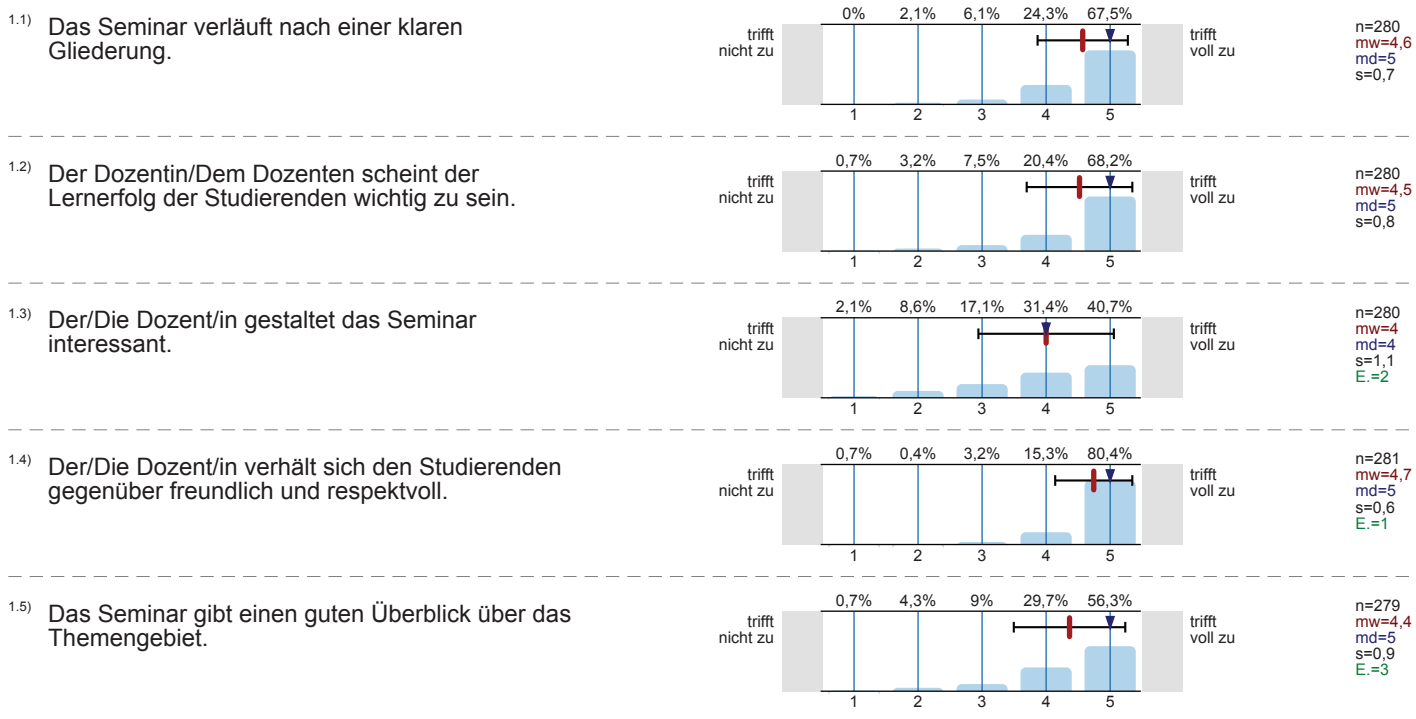 1.1) Das Seminar verläuft nach einer klaren
Gliederung.
trifft
nicht zu
0% 2,1% 6,1% 24,3% 67,5%
1 2 3 4 5
trifft
voll zu
n=280
mw=4,6
md=5
s=0,7
1.2) Der Dozentin/Dem Dozenten scheint der
Lernerfolg der Studierenden wichtig zu sein.
trifft
nicht zu
0,7% 3,2% 7,5% 20,4% 68,2%
1 2 3 4 5
trifft
voll zu
n=280
mw=4,5
md=5
s=0,8
1.3) Der/Die Dozent/in gestaltet das Seminar
interessant.
trifft
nicht zu
2,1% 8,6% 17,1% 31,4% 40,7%
1 2 3 4 5
trifft
voll zu
n=280
mw=4
md=4
s=1,1
E.=2
1.4) Der/Die Dozent/in verhält sich den Studierenden
gegenüber freundlich und respektvoll.
trifft
nicht zu
0,7% 0,4% 3,2% 15,3% 80,4%
1 2 3 4 5
trifft
voll zu
n=281
mw=4,7
md=5
s=0,6
E.=1
1.5) Das Seminar gibt einen guten Überblick über das
Themengebiet.
trifft
nicht zu
0,7% 4,3% 9% 29,7% 56,3%
1 2 3 4 5
trifft
voll zu
n=279
mw=4,4
md=5
s=0,9
E.=3